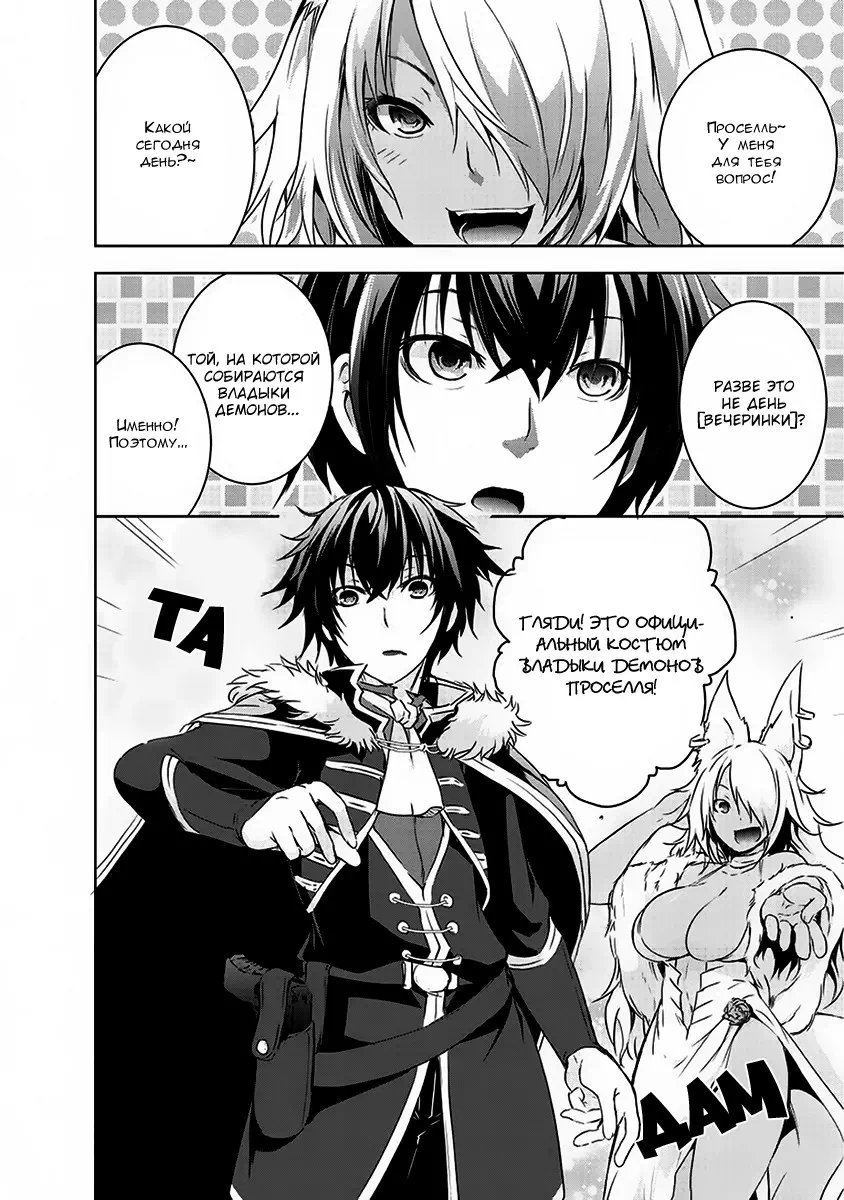 Проселль~
У меня
для тебя
вопрос!
Какой
сегодня
день?~
РАЗВЕ ЭТО
НЕ ДЕНЬ
[ВЕЧЕРИНКИ]?
ТОЙ, НА КОТОРОЙ
СОБИРАЮТСЯ
ВЛАДЫКИ
ДЕМОНОВ...
Именно!
Поэтому...
ГЛЯДИ! ЭТО ОФИЦИ-
АЛЬНЫЙ КОСТЮМ
ВЛАДЫКИ ДЕМОНОВ
ПРОСЕЛЛЯ!
ТА
ДАМ